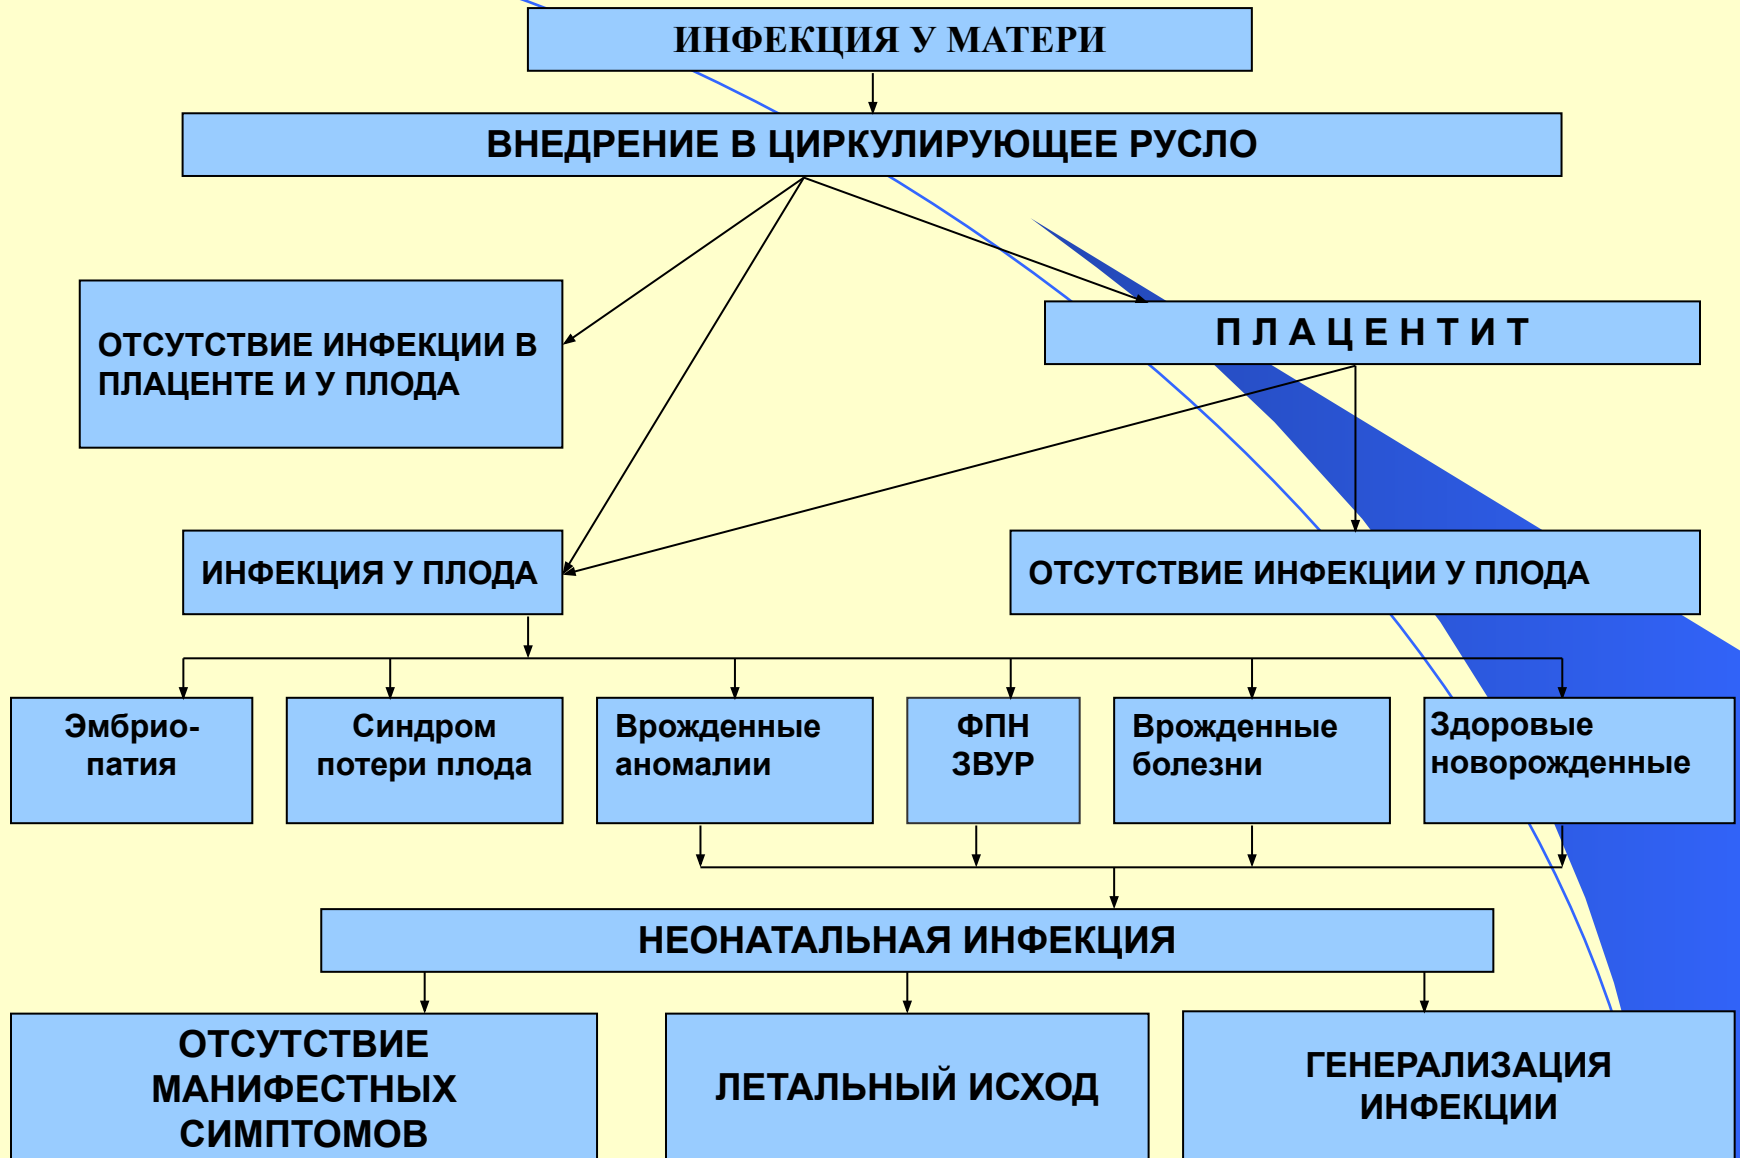 ИНФЕКЦИЯ У МАТЕРИ
ВНЕДРЕНИЕ В ЦИРКУЛИРУЮЩЕЕ РУСЛО
ОТСУТСТВИЕ ИНФЕКЦИИ В
ПЛАЦЕНТЕ И У ПЛОДА
П Л А Ц Е Н Т И Т
ИНФЕКЦИЯ У ПЛОДА
ОТСУТСТВИЕ ИНФЕКЦИИ У ПЛОДА
Эмбрио-
патия
Синдром
потери плода
Врожденные
аномалии
ФПН
ЗВУР
Врожденные
болезни
Здоровые
новорожденные
НЕОНАТАЛЬНАЯ ИНФЕКЦИЯ
ОТСУТСТВИЕ
МАНИФЕСТНЫХ
СИМПТОМОВ
ЛЕТАЛЬНЫЙ ИСХОД
ГЕНЕРАЛИЗАЦИЯ
ИНФЕКЦИИ